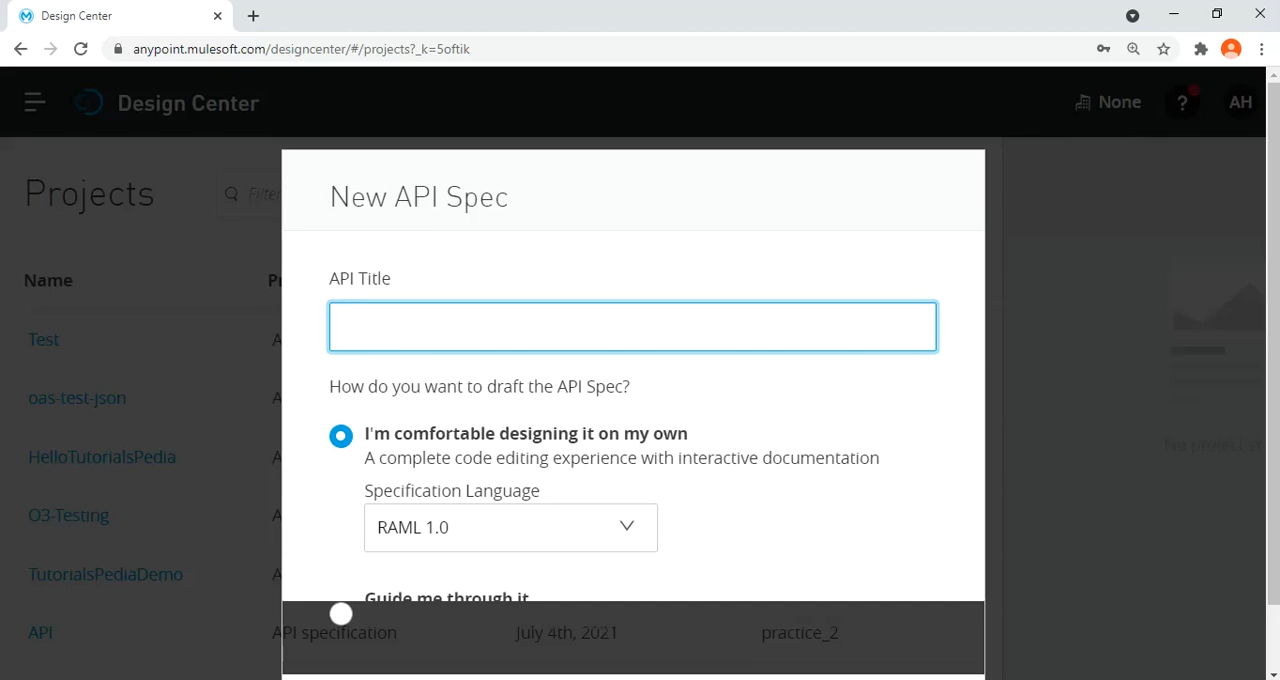 Design Center
anypoint.mulesoft.com/designcenter/#/projects?_k=5oftik
Design Center
None
?
AH
Projects
Filter
New API Spec
API Title
Name
Test
oas-test-json
HelloTutorialsPedia
O3-Testing
TutorialsPediaDemo
How do you want to draft the API Spec?
I'm comfortable designing it on my own
A complete code editing experience with interactive documentation
Specification Language
RAML 1.0
Guide me through it
API API specification July 4th, 2021 practice_2